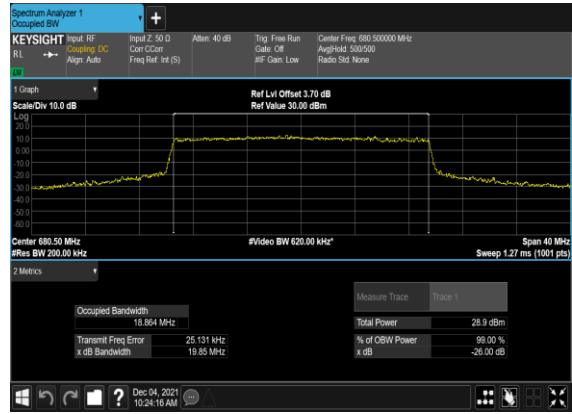 Spectrum Analyzer 1
Occupied BW
+
KEYSIGHT Input: RF Input Z: 50 Ω Atten: 40 dB Trig: Free Run Center Freq: 680.500000 MHz
RL Coupling: DC Corr CCorr Gate: Off Avg|Hold: 500/500
Align: Auto Freq Ref: Int (S) #IF Gain: Low Radio Std: None
1 Graph
Ref Lvl Offset 3.70 dB
Scale/Div 10.0 dB Ref Value 30.00 dBm
Log
20.0
10.0
0.00
-10.0
-20.0
-30.0
-40.0
-50.0
-60.0
Center 680.50 MHz #Video BW 620.00 kHz* Span 40 MHz
#Res BW 200.00 kHz Sweep 1.27 ms (1001 pts)
2 Metrics
Measure Trace Trace 1
Occupied Bandwidth
18.864 MHz Total Power 28.9 dBm
Transmit Freq Error 25.131 kHz % of OBW Power 99.00 %
x dB Bandwidth 19.85 MHz x dB -26.00 dB
? Dec 04, 2021
10:24:16 AM